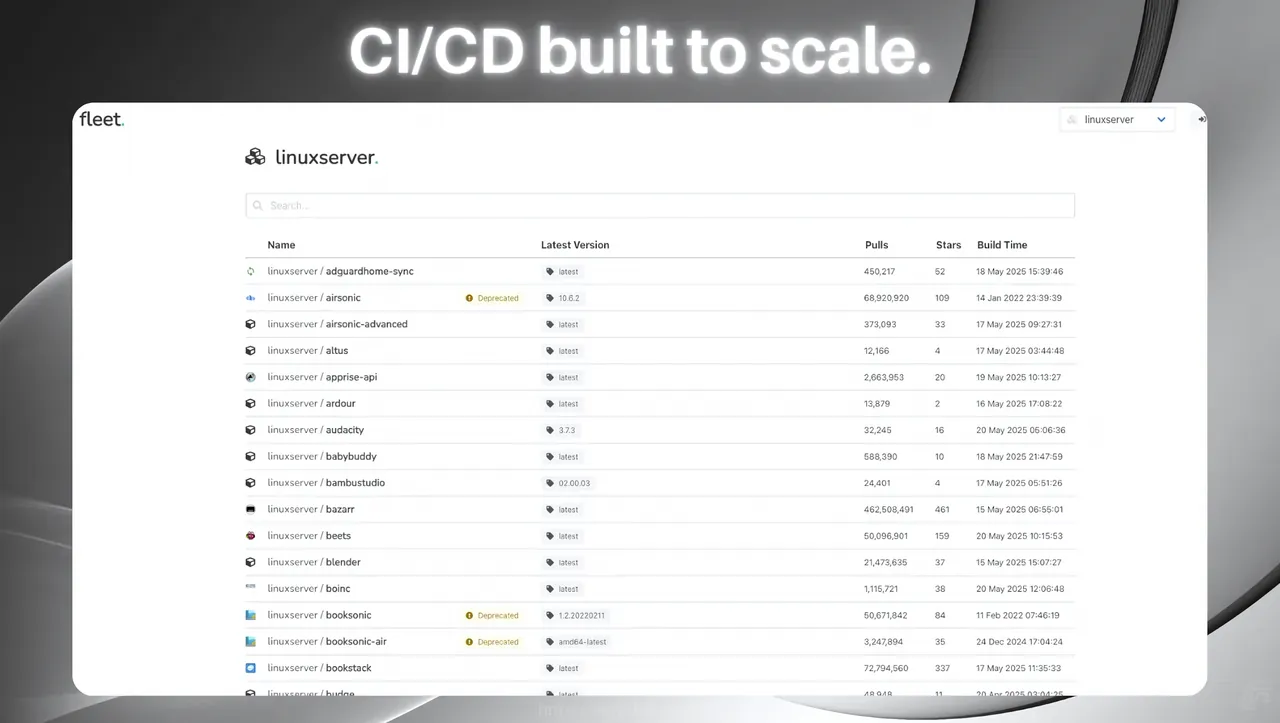 CI/CD built to scale.
fleet.
linuxserver
linuxserver.
Search...
Name Latest Version Pulls Stars Build Time
linuxserver / adguardhome-sync latest 450,217 52 18 May 2025 15:39:46
linuxserver / airsonic Deprecated 10.6.2 68,920,920 109 14 Jan 2022 23:39:39
linuxserver / airsonic-advanced latest 373,093 33 17 May 2025 09:27:31
linuxserver / altus latest 12,166 4 17 May 2025 03:44:48
linuxserver / apprise-api latest 2,663,953 20 19 May 2025 10:13:27
linuxserver / ardour latest 13,879 2 16 May 2025 17:08:22
linuxserver / audacity 3.7.3 32,245 16 20 May 2025 05:06:36
linuxserver / babybuddy latest 588,390 10 18 May 2025 21:47:59
linuxserver / bambustudio 02.00.03 24,401 4 17 May 2025 05:51:26
linuxserver / bazarr latest 462,508,491 461 15 May 2025 06:55:01
linuxserver / beets latest 50,096,901 159 20 May 2025 10:15:53
linuxserver / blender latest 21,473,635 37 15 May 2025 15:07:27
linuxserver / boinc latest 1,115,721 38 20 May 2025 12:06:48
linuxserver / booksonic Deprecated 1.2.20220211 50,671,842 84 11 Feb 2022 07:46:19
linuxserver / booksonic-air Deprecated amd64-latest 3,247,894 35 24 Dec 2024 17:04:24
linuxserver / bookstack latest 72,794,560 337 17 May 2025 11:35:33
linuxserver / budge latest 48,948 11 20 Apr 2025 03:04:25